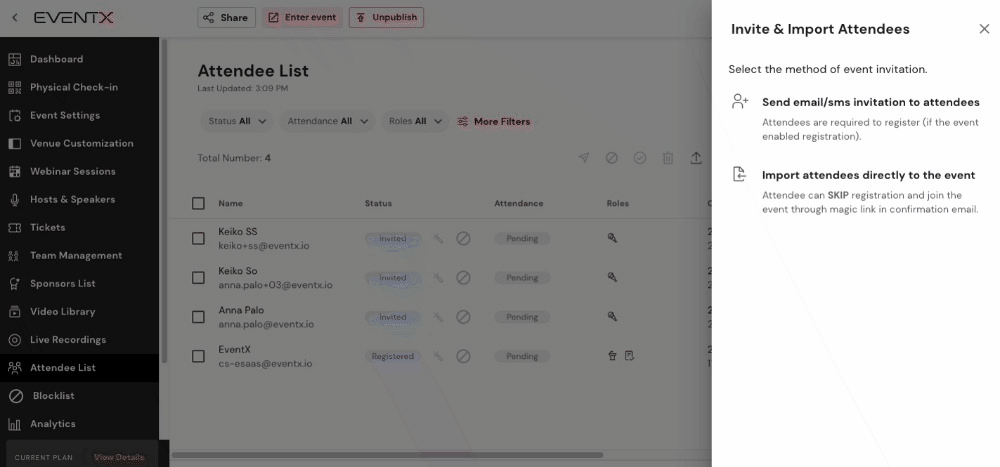 EVENTX
Share
Enter event
Unpublish
Dashboard
Physical Check-in
Event Settings
Venue Customization
Webinar Sessions
Hosts & Speakers
Tickets
Team Management
Sponsors List
Video Library
Live Recordings
Attendee List
Blocklist
Analytics
CURRENT PLAN View Details
Attendee List
Last Updated: 3:09 PM
Status All
Attendance All
Roles All
More Filters
Total Number: 4
Name Status Attendance Roles
Keiko SS
keiko+ss@eventx.io
Invited Pending
Keiko So
anna.palo+03@eventx.io
Invited Pending
Anna Palo
anna.palo@eventx.io
Invited Pending
EventX
cs-esaas@eventx.io
Registered Pending
Invite & Import Attendees
Select the method of event invitation.
Send email/sms invitation to attendees
Attendees are required to register (if the event
enabled registration).
Import attendees directly to the event
Attendee can SKIP registration and join the
event through magic link in confirmation email.